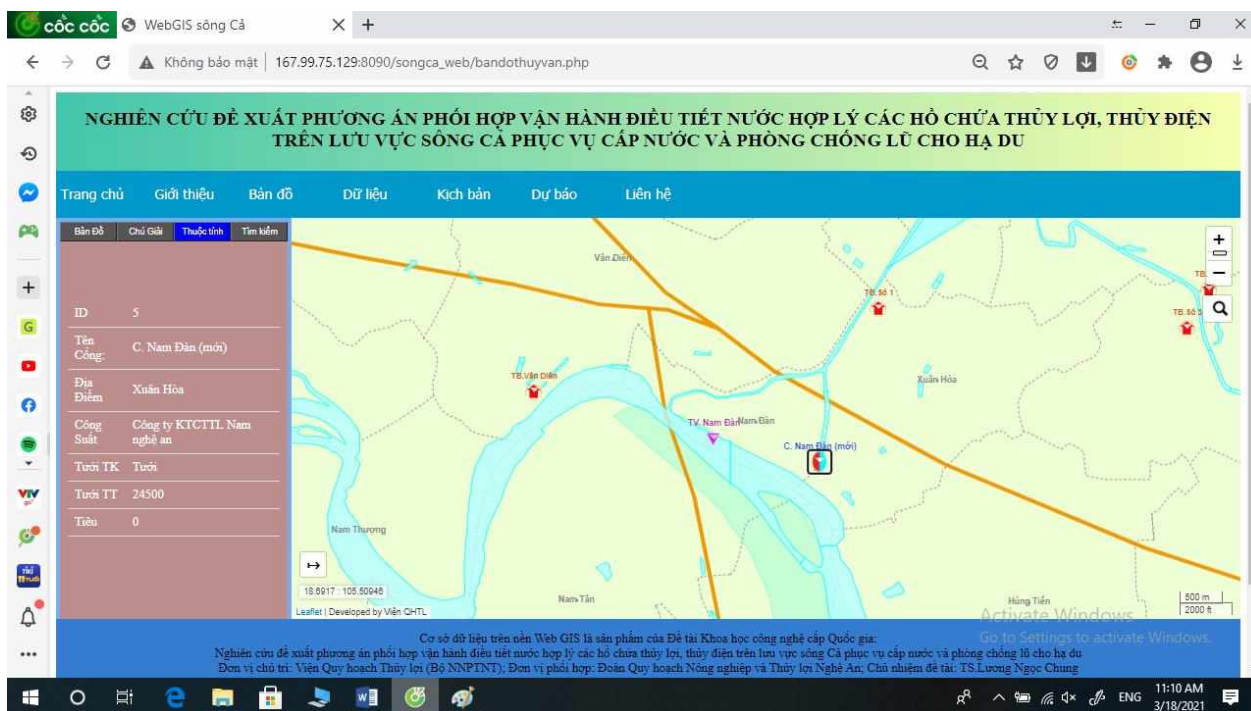 cốc cốc
WebGIS sông Cả
Không bảo mật
167.99.75.129:8090/songca_web/bandothuyvan.php
NGHIÊN CỨU ĐỀ XUẤT PHƯƠNG ÁN PHỐI HỢP VẬN HÀNH ĐIỀU TIẾT NƯỚC HỢP LÝ CÁC HỒ CHỨA THỦY LỢI, THỦY ĐIỆN
TRÊN LƯU VỰC SÔNG CẢ PHỤC VỤ CẤP NƯỚC VÀ PHÒNG CHỐNG LŨ CHO HẠ DU
Trang chủ Giới thiệu Bản đồ Dữ liệu Kịch bản Dự báo Liên hệ
Bản Đồ Chú Giải Thuộc tính Tìm kiếm
ID 5
Tên Cống: C. Nam Đàn (mới)
Địa Điểm Xuân Hòa
Công Suất Công ty KTCTTL Nam nghệ an
Tưới TK Tưới
Tưới TT 24500
Tiêu 0
Vân Diên
TB. Số 1
TB.Vân Diên
Xuân Hòa
TV. Nam Đàn
Nam Đàn
C. Nam Đàn (mới)
Nam Thượng
Nam Tân
Hùng Tiến
18.6917 : 105.50946
Leaflet | Developed by Viện QHTL
500 m
2000 ft
Activate Windows
Go to Settings to activate Windows.
Cơ sở dữ liệu trên nền Web GIS là sản phẩm của Đề tài Khoa học công nghệ cấp Quốc gia:
Nghiên cứu đề xuất phương án phối hợp vận hành điều tiết nước hợp lý các hồ chứa thủy lợi, thủy điện trên lưu vực sông Cả phục vụ cấp nước và phòng chống lũ cho hạ du
Đơn vị chủ trì: Viện Quy hoạch Thủy lợi (Bộ NNPTNT); Đơn vị phối hợp: Đoàn Quy hoạch Nông nghiệp và Thủy lợi Nghệ An; Chủ nhiệm đề tài: TS.Lương Ngọc Chung
ENG
11:10 AM
3/18/2021